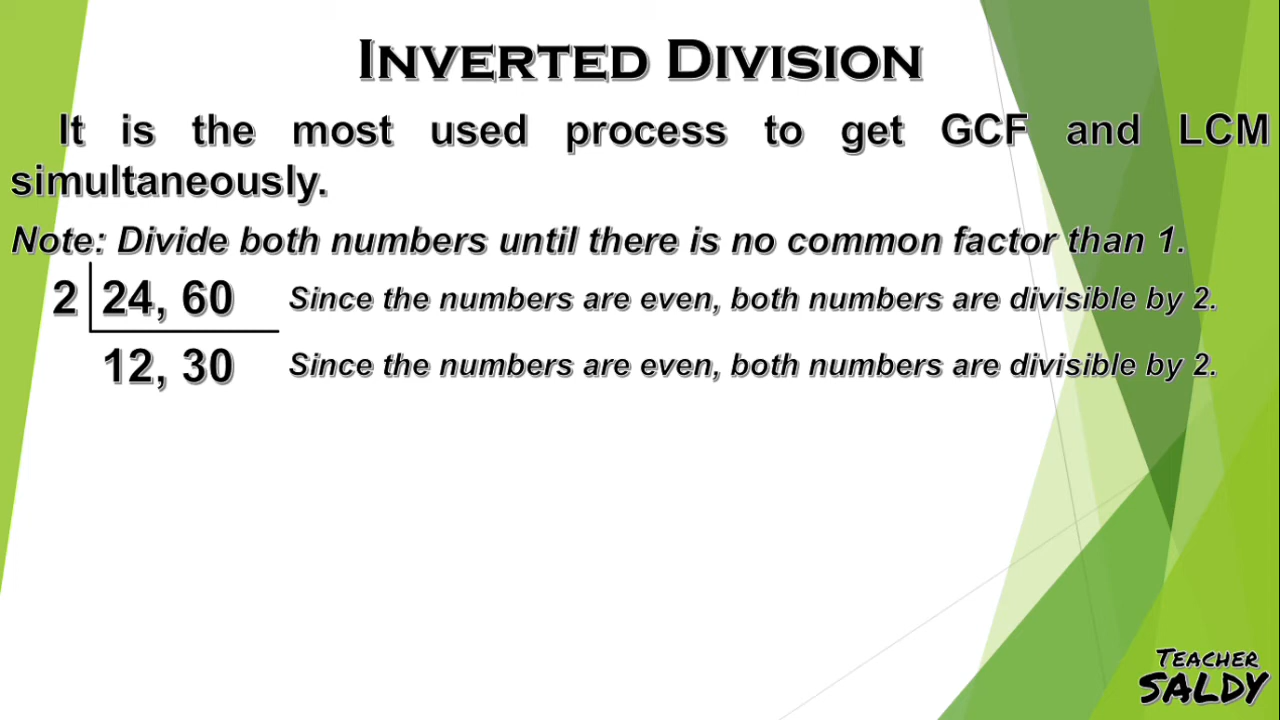 INVERTED DIVISION
It is the most used process to get GCF and LCM
simultaneously.
Note: Divide both numbers until there is no common factor than 1.
2 24, 60 Since the numbers are even, both numbers are divisible by 2.
12, 30 Since the numbers are even, both numbers are divisible by 2.
TEACHER
SALDY